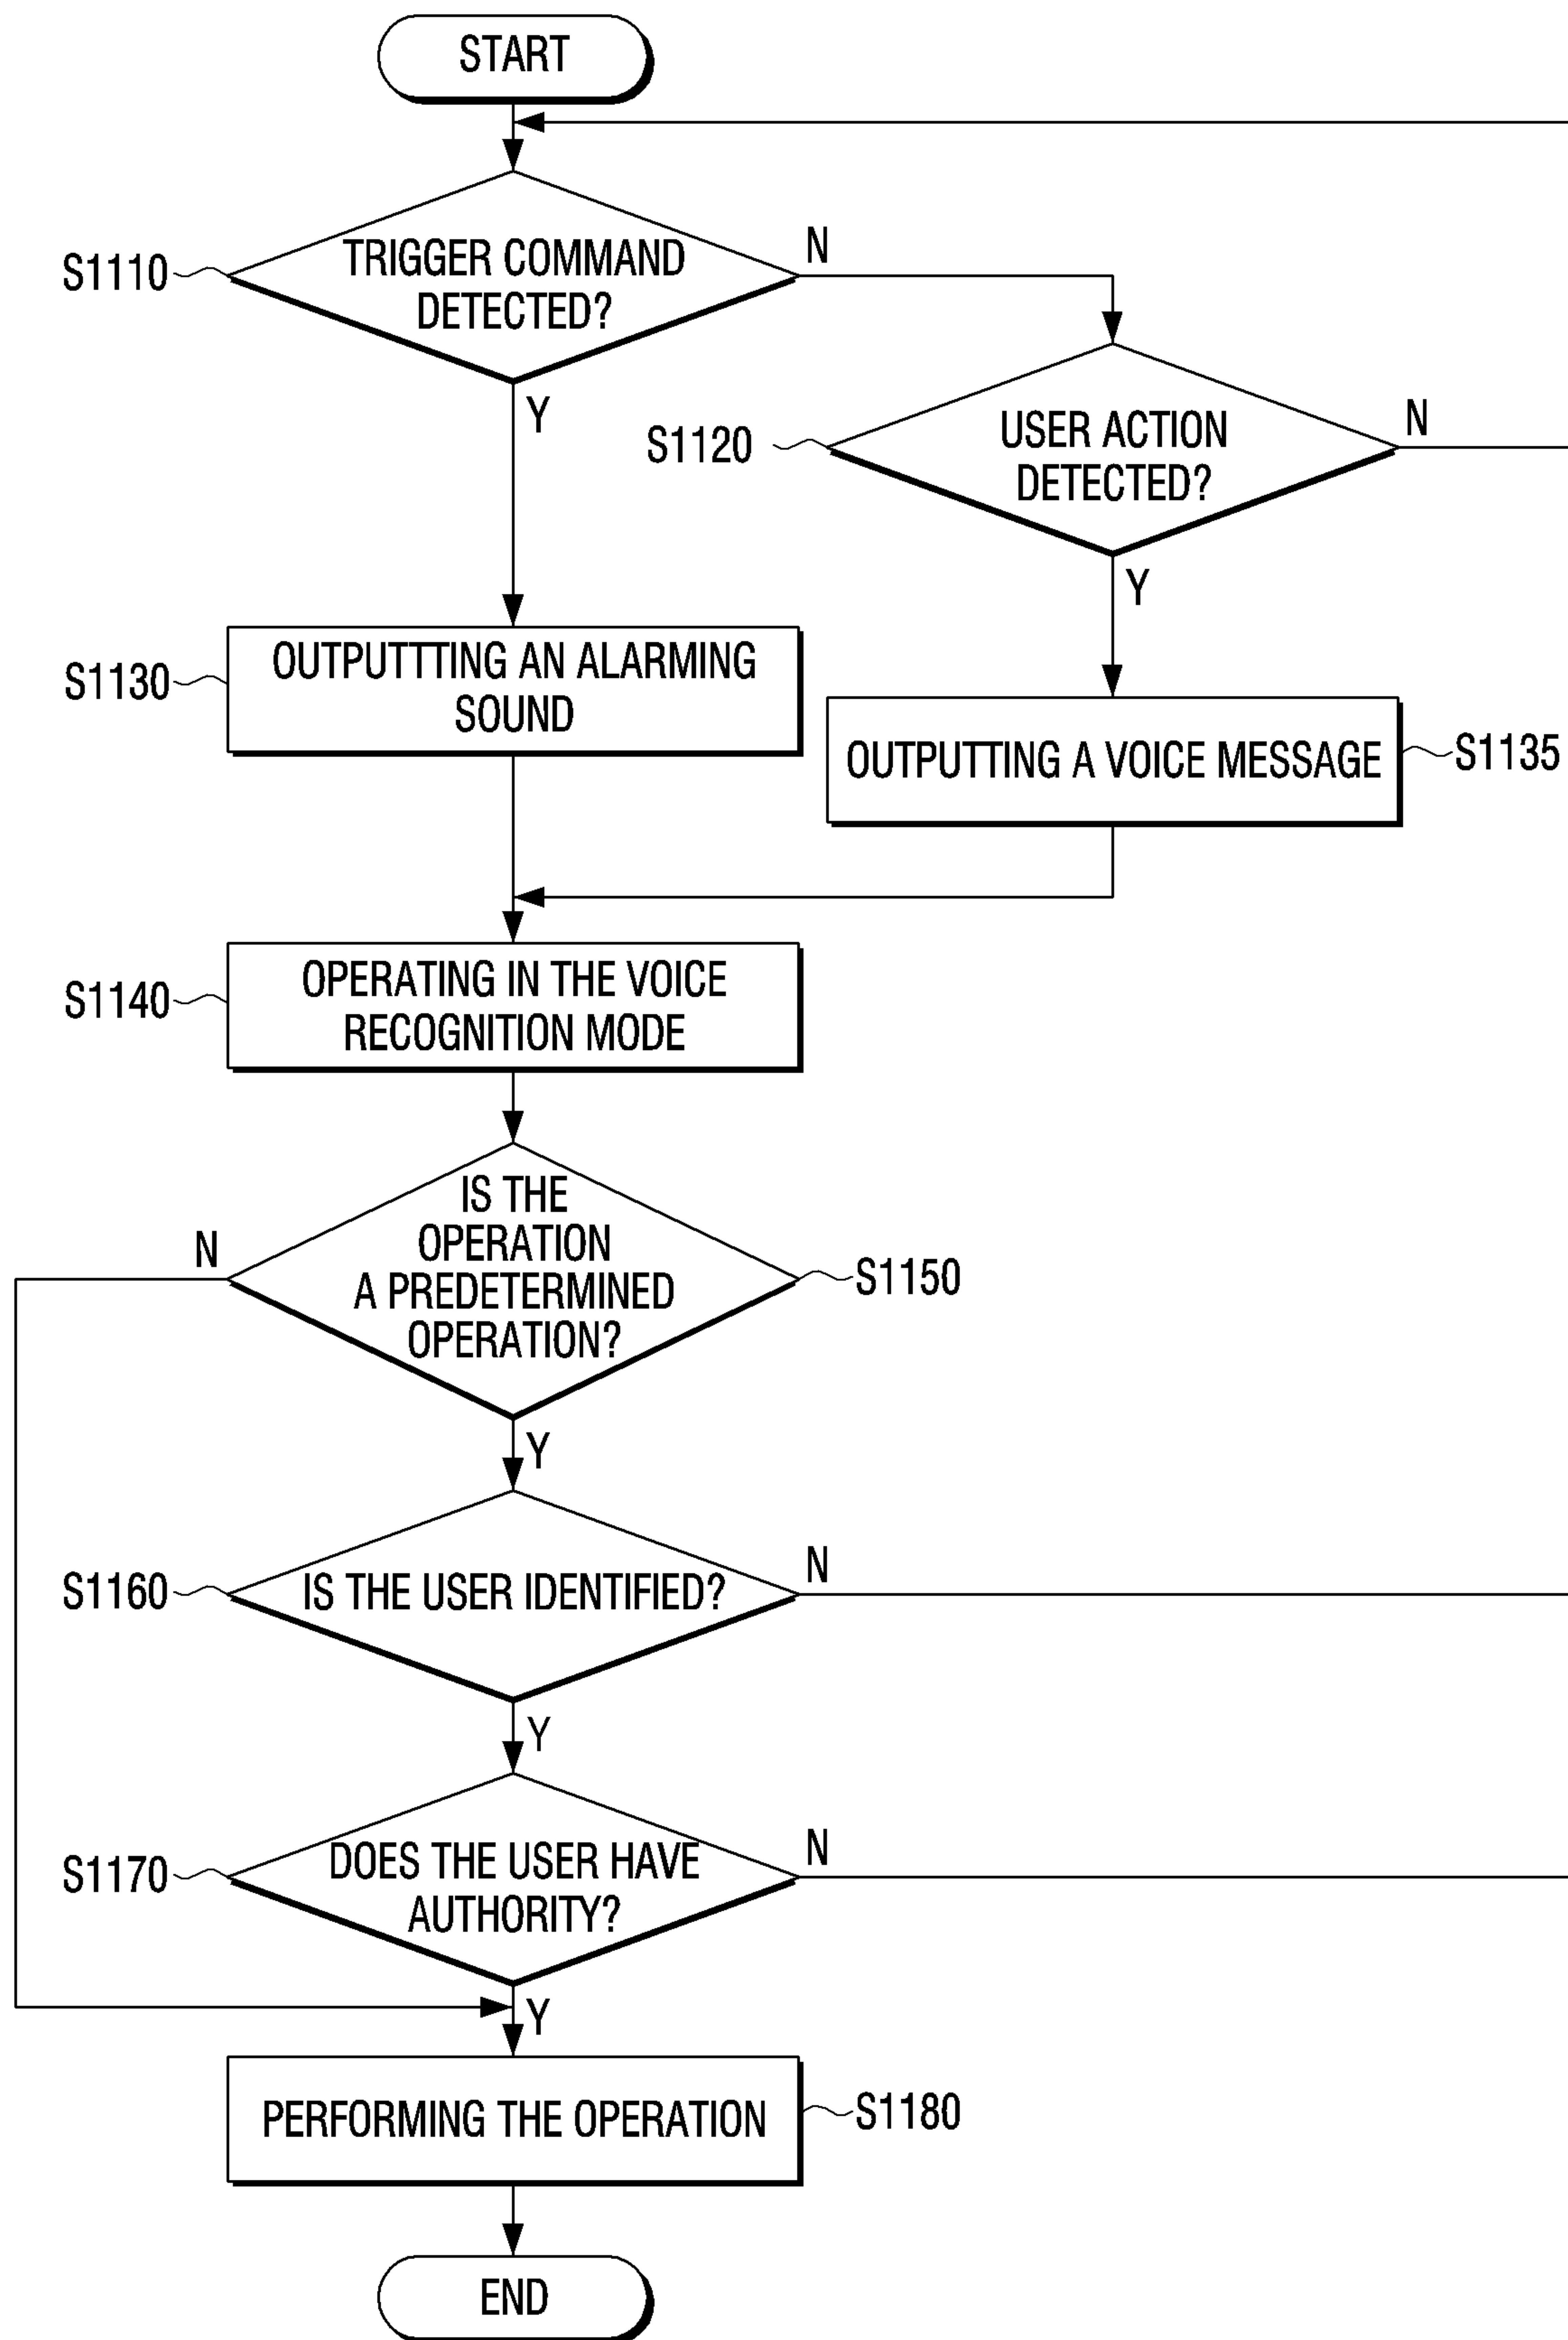 START
TRIGGER COMMAND
DETECTED?
S1110
N
Y
USER ACTION
DETECTED?
S1120
N
Y
OUTPUTTTING AN ALARMING
SOUND
S1130
OUTPUTTING A VOICE MESSAGE
S1135
OPERATING IN THE VOICE
RECOGNITION MODE
S1140
IS THE
OPERATION
A PREDETERMINED
OPERATION?
N
S1150
Y
IS THE USER IDENTIFIED?
S1160
N
Y
DOES THE USER HAVE
AUTHORITY?
S1170
N
Y
PERFORMING THE OPERATION
S1180
END